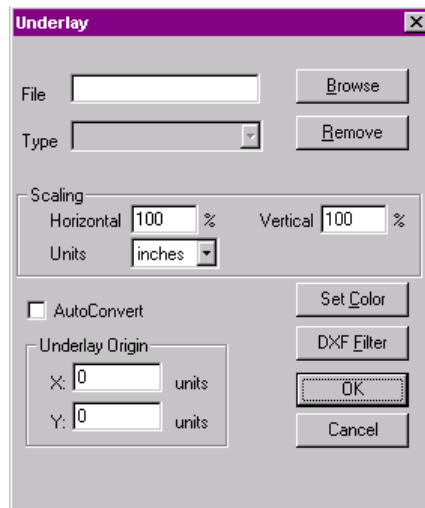 Underlay
File Browse
Type Remove
Scaling
Horizontal 100 % Vertical 100 %
Units inches
AutoConvert Set Color
Underlay Origin DXF Filter
X: 0 units OK
Y: 0 units Cancel